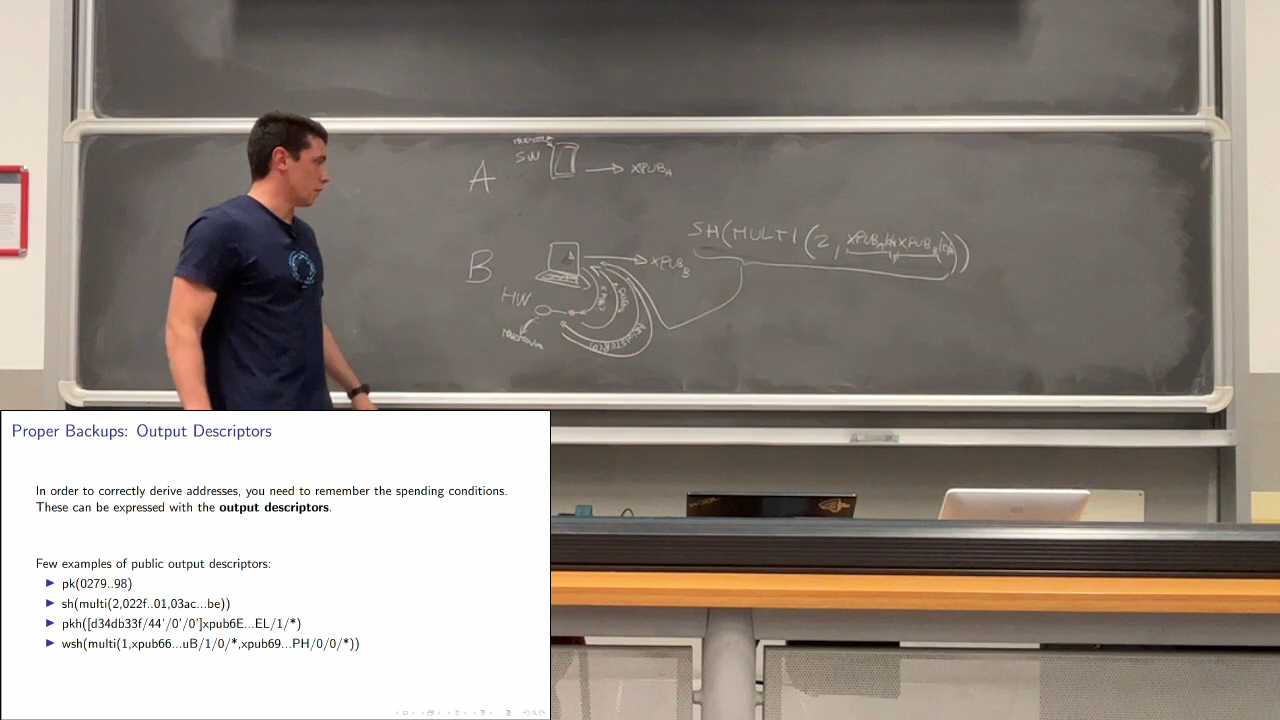 SW
A
XPUB_A
SH(MULTI(2,
B
XPUB_B
HW
XPUB
REGISTER(D)
Proper Backups: Output Descriptors
In order to correctly derive addresses, you need to remember the spending conditions.
These can be expressed with the output descriptors.
Few examples of public output descriptors:
▶ pk(0279..98)
▶ sh(multi(2,022f..01,03ac...be))
▶ pkh([d34db33f/44'/0'/0']xpub6E...EL/1/*)
▶ wsh(multi(1,xpub66...uB/1/0/*,xpub69...PH/0/0/*))